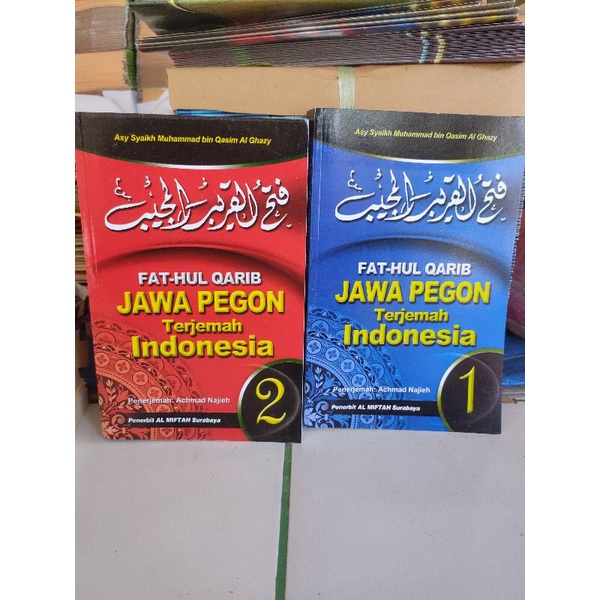 Asy Syaikh Muhammad bin Qasim Al Ghazy
فتح القريب المجيب
FAT-HUL QARIB
JAWA PEGON
Terjemah
Indonesia
Penerjemah: Achmad Najieh
2
Penerbit AL MIFTAH Surabaya
Asy Syaikh Muhammad bin Qasim Al Ghazy
فتح القريب المجيب
FAT-HUL QARIB
JAWA PEGON
Terjemah
Indonesia
Penerjemah: Achmad Najieh
1
Penerbit AL MIFTAH Surabaya